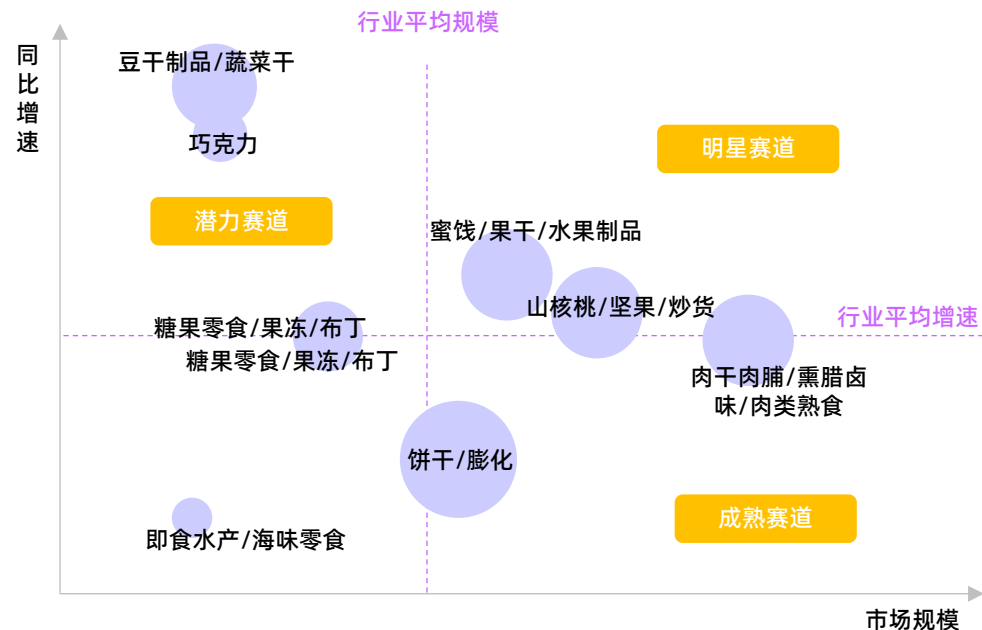 行业平均规模
同
比
增
速
豆干制品/蔬菜干
巧克力
明星赛道
潜力赛道
蜜饯/果干/水果制品
山核桃/坚果/炒货
行业平均增速
糖果零食/果冻/布丁
糖果零食/果冻/布丁
肉干肉脯/熏腊卤
味/肉类熟食
饼干/膨化
成熟赛道
即食水产/海味零食
市场规模